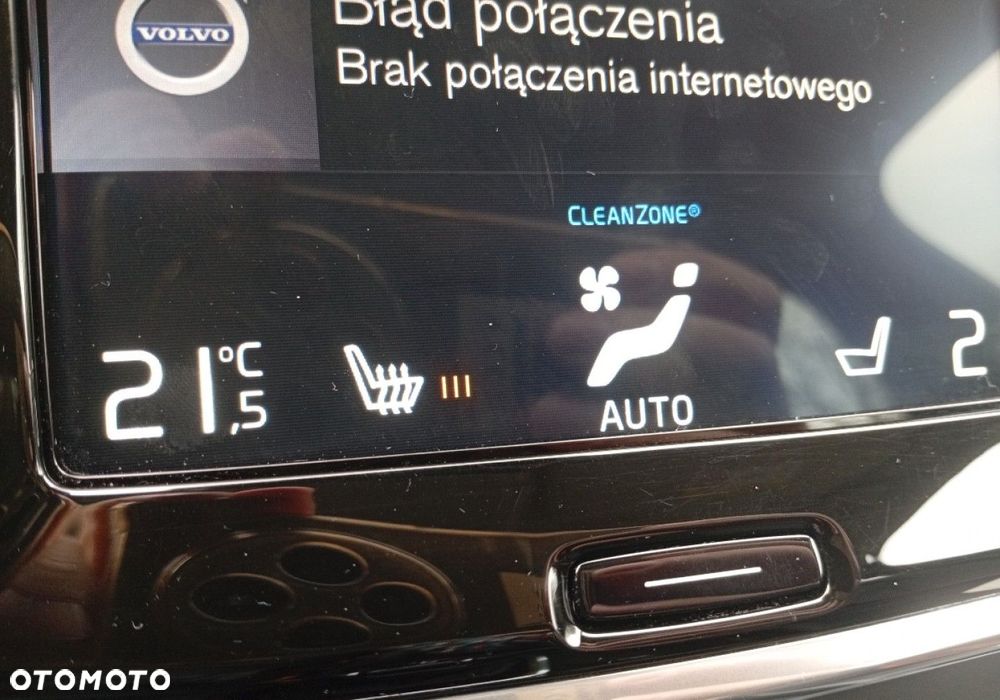 VOLVO
Błąd połączenia
Brak połączenia internetowego
CLEANZONE®
21,5 °C
2
AUTO
OTOMOTO